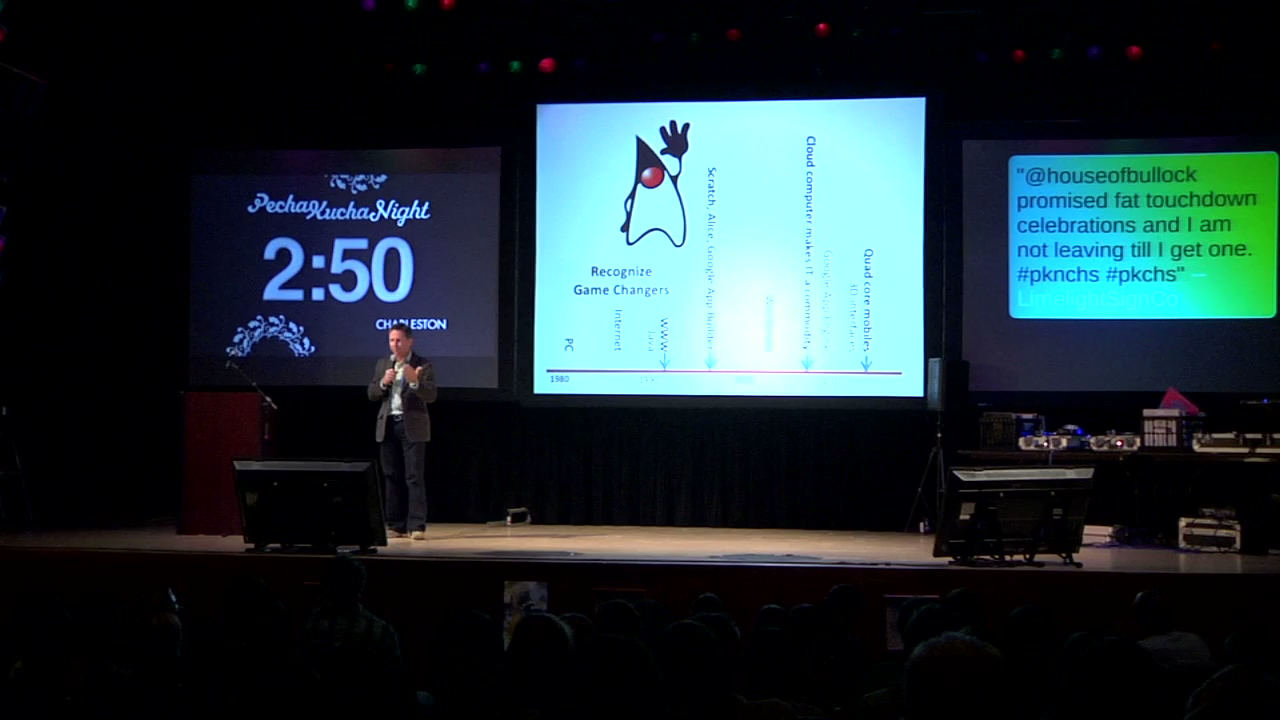 PechaKuchaNight
2:50
CHARLESTON
Recognize
Game Changers
PC
Internet
Java
WWW
Scratch, Alice, Google App Builder
Cloud computer makes IT a commodity
Quad core mobiles
3D interfaces
1980
"@houseofbullock
promised fat touchdown
celebrations and I am
not leaving till I get one.
#pknchs #pkchs" --